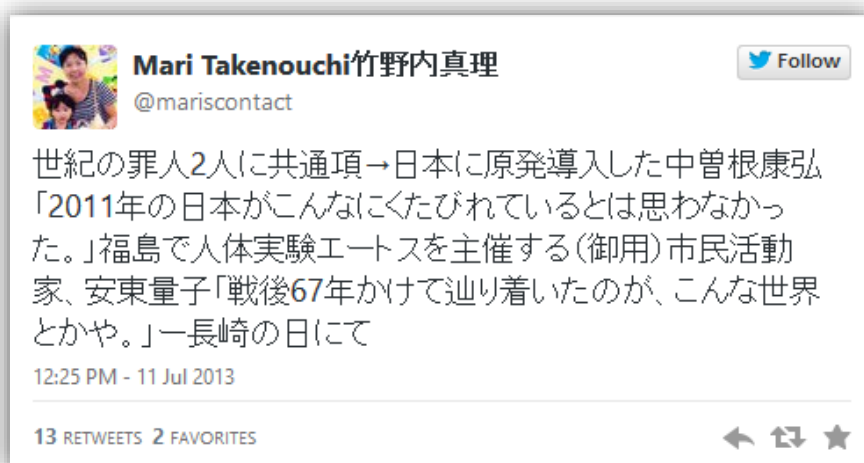 Mari Takenouchi竹野内真理
Follow
@mariscontact
世紀の罪人2人に共通項→日本に原発導入した中曽根康弘
「2011年の日本がこんなにくたびれているとは思わなかっ
た。」福島で人体実験エートスを主催する(御用)市民活動
家、安東量子「戦後67年かけて辿り着いたのが、こんな世界
とかや。」ー長崎の日にて
12:25 PM - 11 Jul 2013
13 RETWEETS 2 FAVORITES